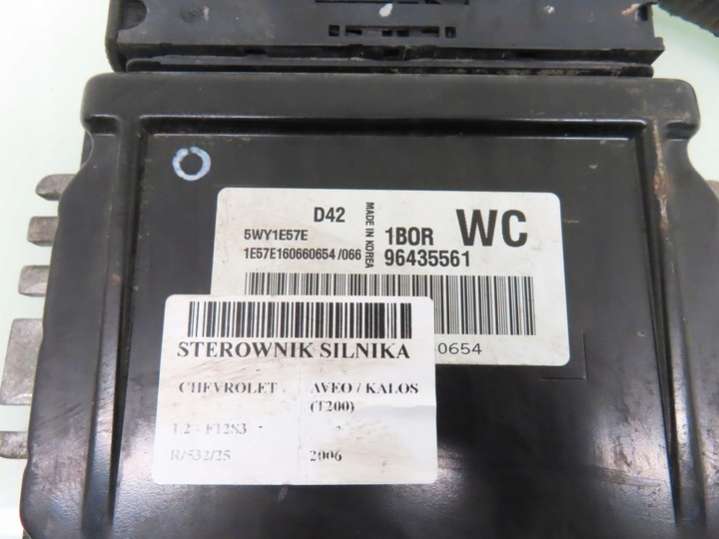 D42
MADE IN KOREA
5WY1E57E
1BOR WC
1E57E160660654/066
96435561
0654
STEROWNIK SILNIKA
CHEVROLET AVEO / KALOS
(T200)
1.2 - F12S3
R/532/25 2006